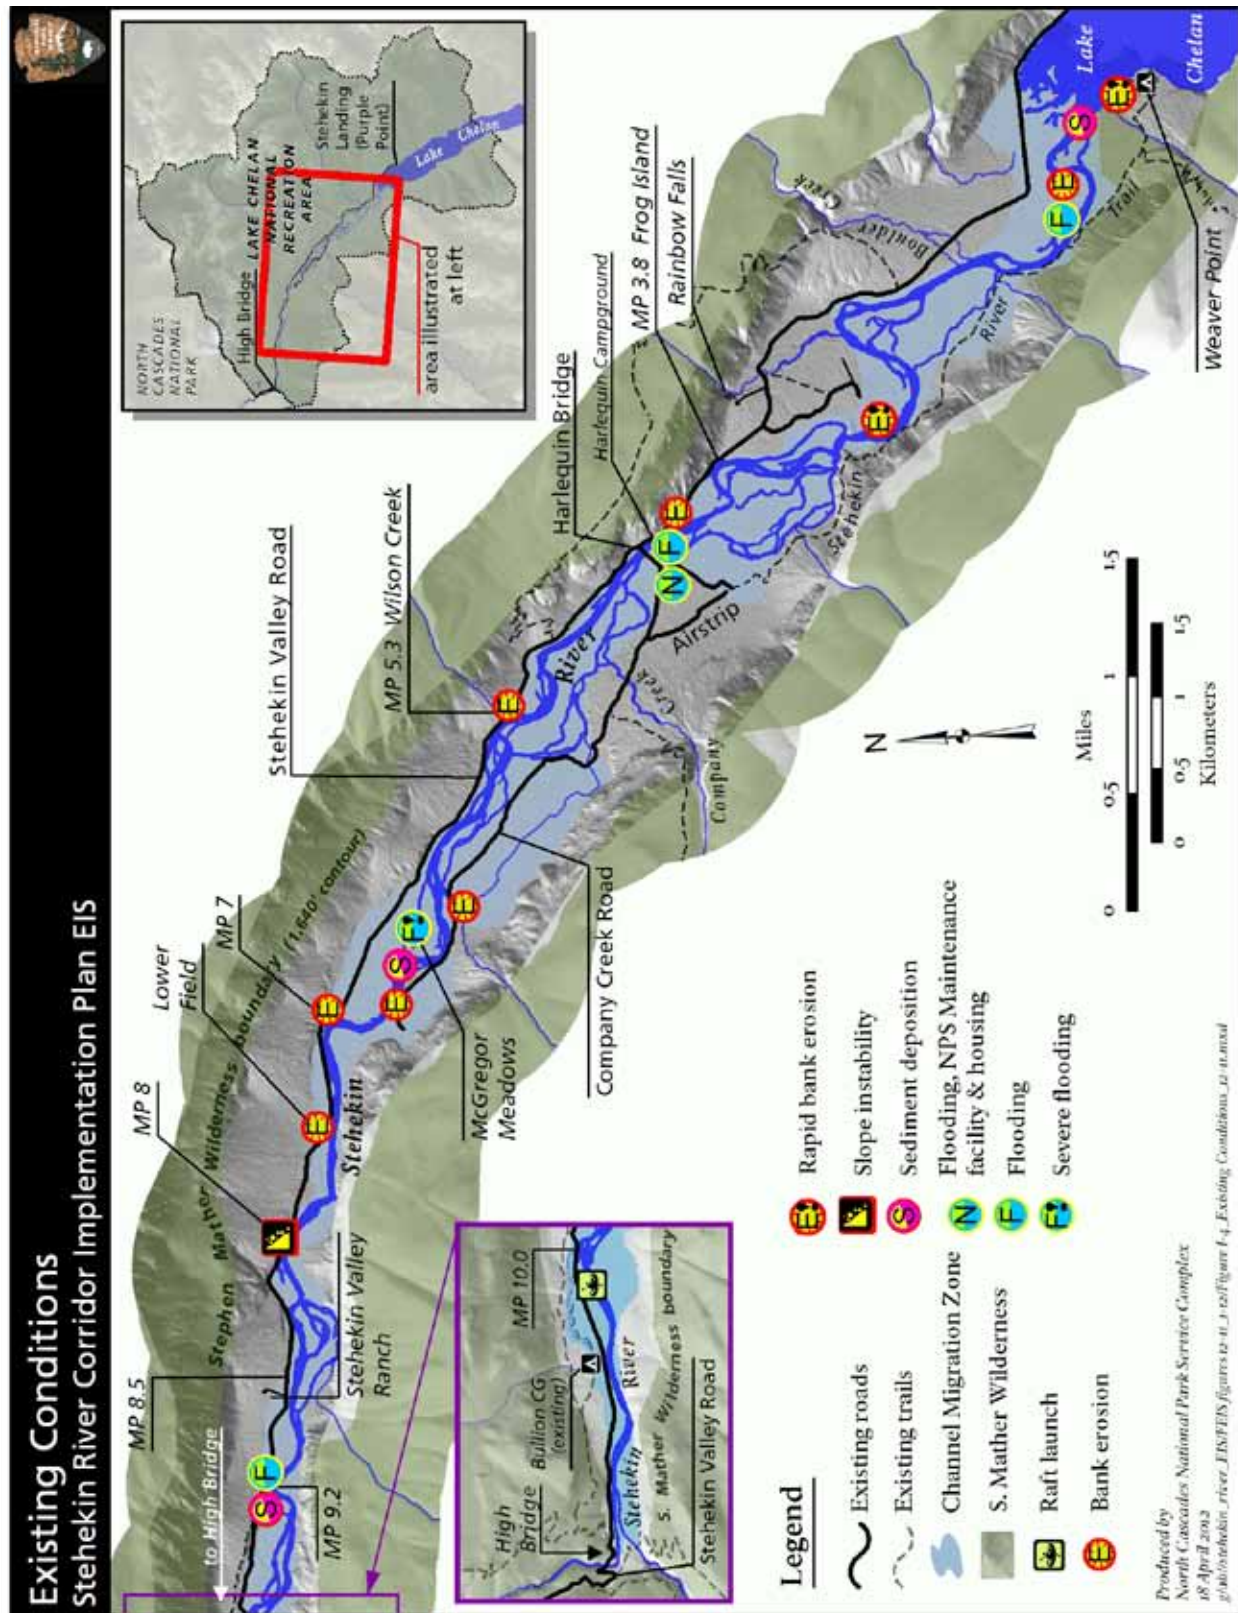 Existing Conditions
Stehekin River Corridor Implementation Plan EIS
to High Bridge
MP 9.2
MP 8.5
Stehekin Valley
Ranch
MP 8
Lower
Field
MP 7
Stephen Mather Wilderness boundary (1,640' contour)
Stehekin
McGregor
Meadows
Company Creek Road
Stehekin Valley Road
MP 5.3 Wilson Creek
River
Company Creek
Airstrip
Harlequin Bridge
Harlequin Campground
MP 3.8 Frog Island
Rainbow Falls
Boulder Creek
Stehekin River Trail
Weaver Point
Lake
Chelan
S
F
E
E
E
S
F!
E
E
N
F
E
E!
F
E
S
E!
NORTH
CASCADES
NATIONAL
PARK
High Bridge
LAKE CHELAN
NATIONAL
RECREATION
AREA
Stehekin
Landing
(Purple
Point)
Lake Chelan
area illustrated
at left
High
Bridge
Bullion CG
(existing)
MP 10.0
Stehekin River
S. Mather Wilderness boundary
Stehekin Valley Road
N
Miles
0 0.5 1 1.5
0 0.5 1 1.5
Kilometers
Legend
Existing roads
Existing trails
Channel Migration Zone
S. Mather Wilderness
Raft launch
E Bank erosion
E! Rapid bank erosion
Slope instability
S Sediment deposition
N Flooding, NPS Maintenance
facility & housing
F Flooding
F! Severe flooding
Produced by
North Cascades National Park Service Complex
18 April 2012